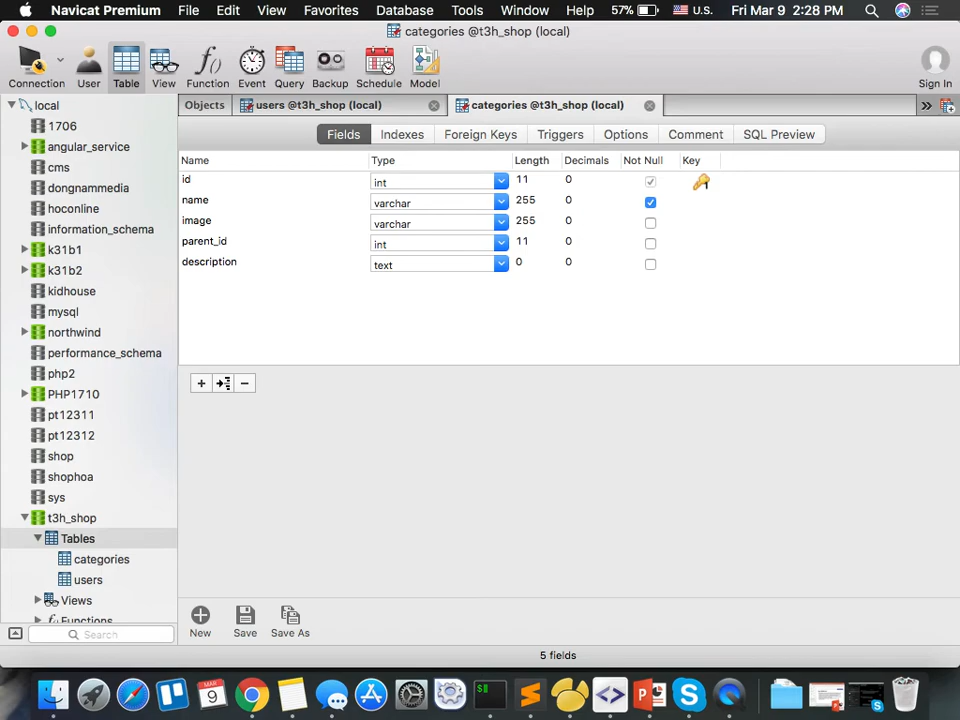 Navicat Premium File Edit View Favorites Database Tools Window Help 57% U.S. Fri Mar 9 2:28 PM
categories @t3h_shop (local)
Connection User Table View Function Event Query Backup Schedule Model Sign In
local
1706
angular_service
cms
dongnammedia
hoconline
information_schema
k31b1
k31b2
kidhouse
mysql
northwind
performance_schema
php2
PHP1710
pt12311
pt12312
shop
shophoa
sys
t3h_shop
Tables
categories
users
Views
Functions
Search
Objects users @t3h_shop (local) categories @t3h_shop (local)
Fields Indexes Foreign Keys Triggers Options Comment SQL Preview
Name Type Length Decimals Not Null Key
id int 11 0
name varchar 255 0
image varchar 255 0
parent_id int 11 0
description text 0 0
New Save Save As
5 fields
MAR
9